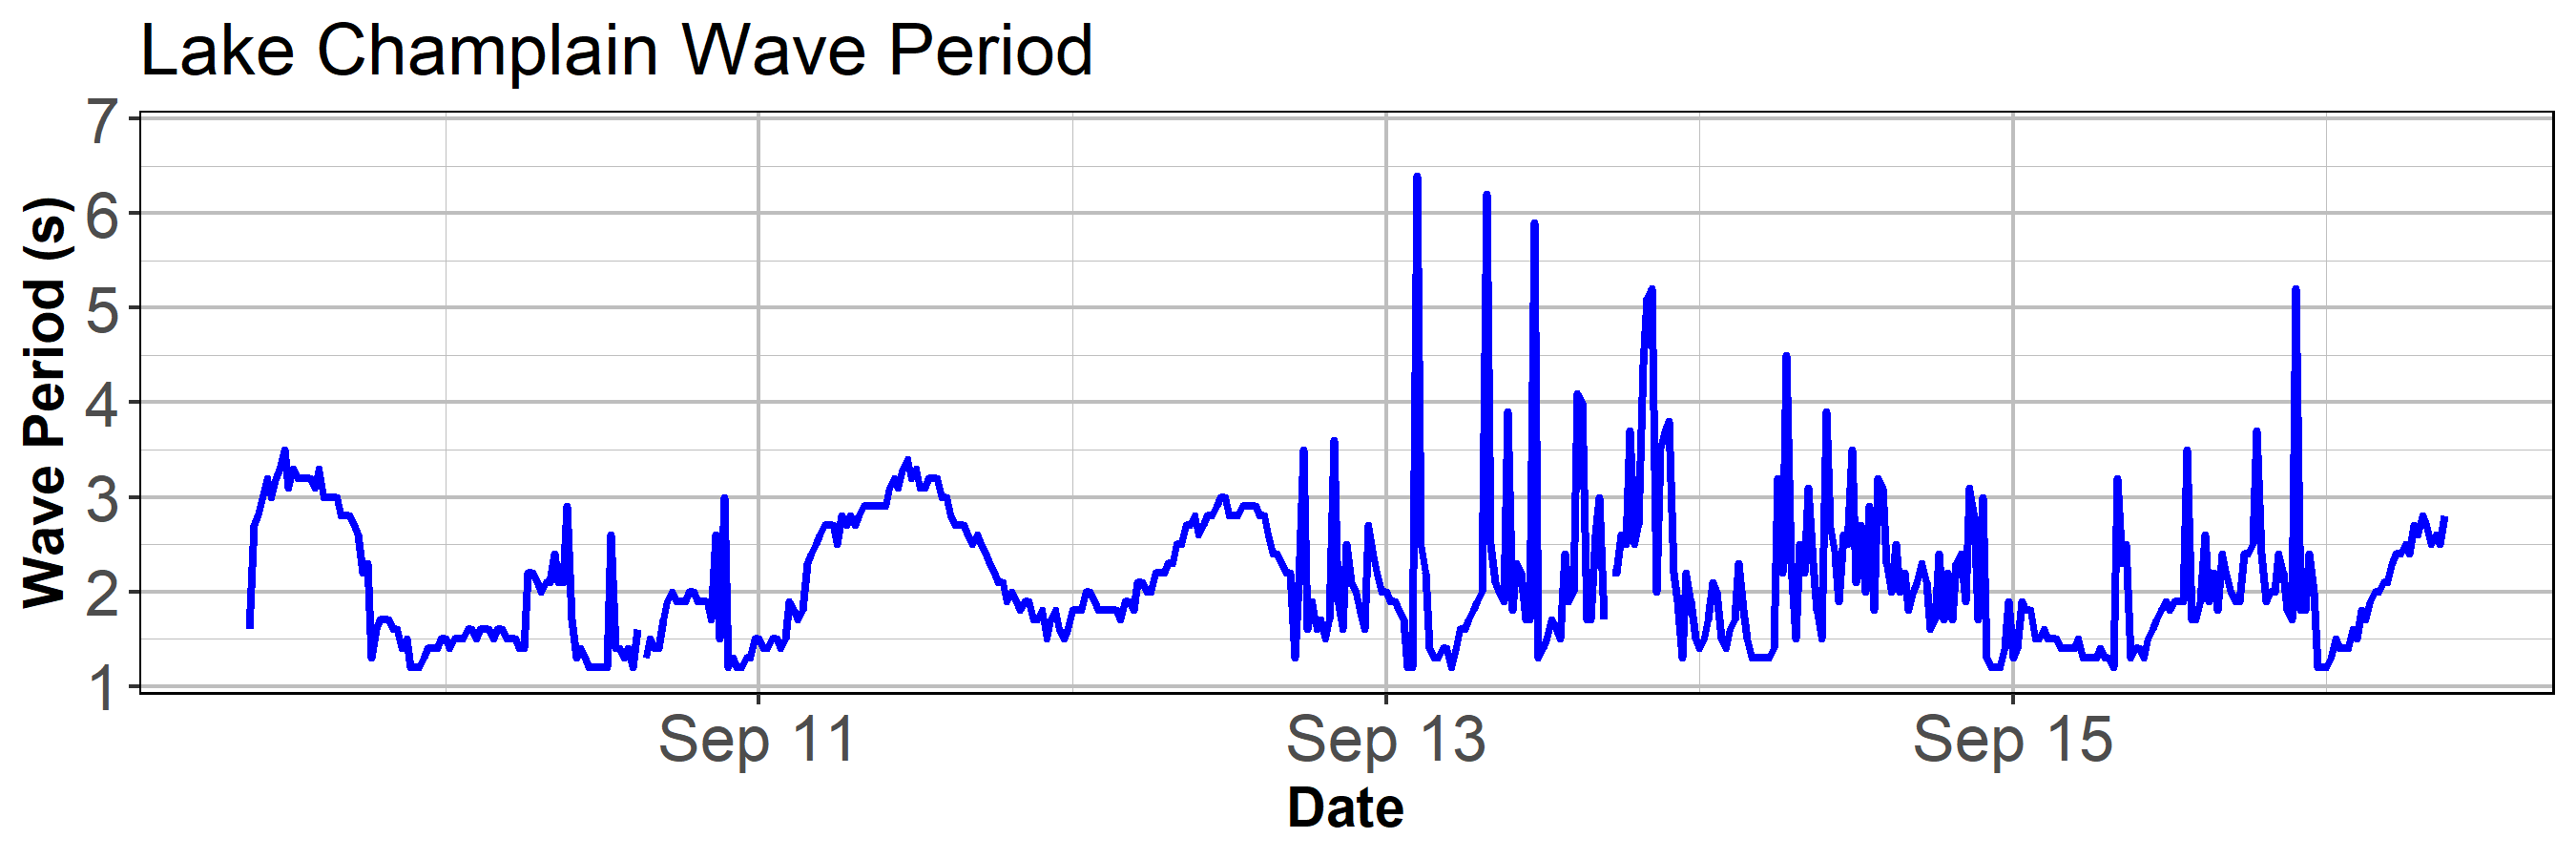 Lake Champlain Wave Period
Wave Period (s)
7
6
5
4
3
2
1
Sep 11
Sep 13
Sep 15
Date